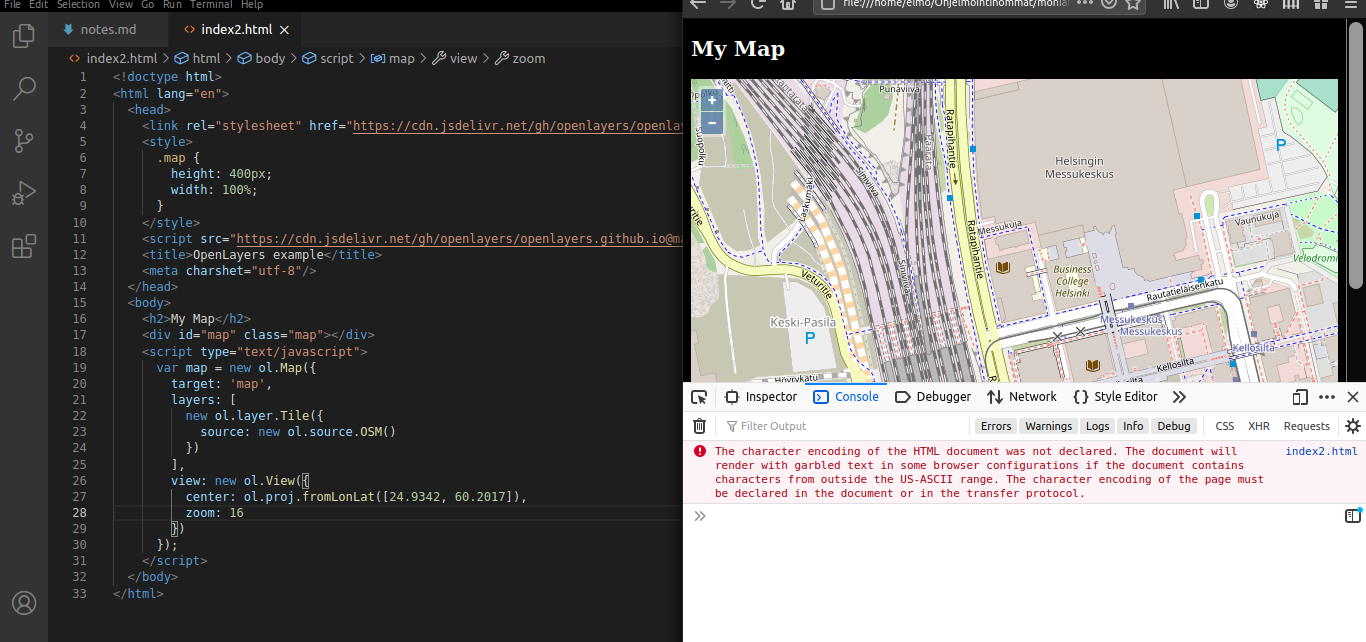 File Edit Selection View Go Run Terminal Help
notes.md
index2.html
index2.html > html > body > script > map > view > zoom
1 <!doctype html>
2 <html lang="en">
3 <head>
4 <link rel="stylesheet" href="https://cdn.jsdelivr.net/gh/openlayers/openla
5 <style>
6 .map {
7 height: 400px;
8 width: 100%;
9 }
10 </style>
11 <script src="https://cdn.jsdelivr.net/gh/openlayers/openlayers.github.io@ma
12 <title>OpenLayers example</title>
13 <meta charshet="utf-8"/>
14 </head>
15 <body>
16 <h2>My Map</h2>
17 <div id="map" class="map"></div>
18 <script type="text/javascript">
19 var map = new ol.Map({
20 target: 'map',
21 layers: [
22 new ol.layer.Tile({
23 source: new ol.source.OSM()
24 })
25 ],
26 view: new ol.View({
27 center: ol.proj.fromLonLat([24.9342, 60.2017]),
28 zoom: 16
29 })
30 });
31 </script>
32 </body>
33 </html>
file:///home/elmo/Ohjelmointihommat/monia
My Map
+
−
Punaviiva
Ratapihantie
P
Helsingin
Messukeskus
Suopolku
Laskumäki
Siniviiva
Vaunukuja
Messukuja
Ratapihantie
Velodromi
Business
College
Helsinki
Siniviiva
Veturitie
Rautatieläisenkatu
Keski-Pasila
P
Messukeskus
Messukeskus
Kellosilta
Kellosilta
Höyrykatu
Inspector
Console
Debugger
Network
Style Editor
Filter Output
Errors
Warnings
Logs
Info
Debug
CSS
XHR
Requests
The character encoding of the HTML document was not declared. The document will
index2.html
render with garbled text in some browser configurations if the document contains
characters from outside the US-ASCII range. The character encoding of the page must
be declared in the document or in the transfer protocol.